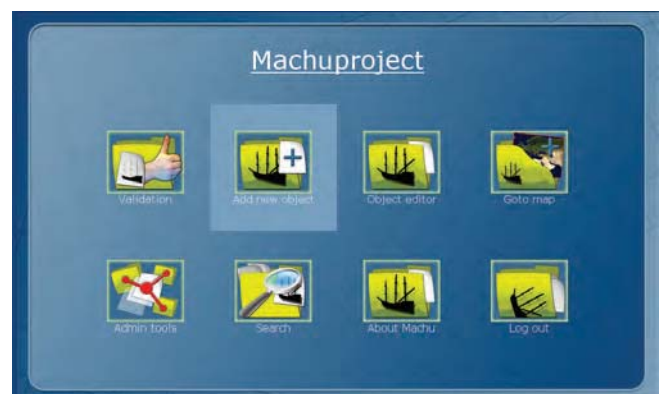 Machuproject
Validation Add new object Object editor Goto map
Admin tools Search About Machu Log out